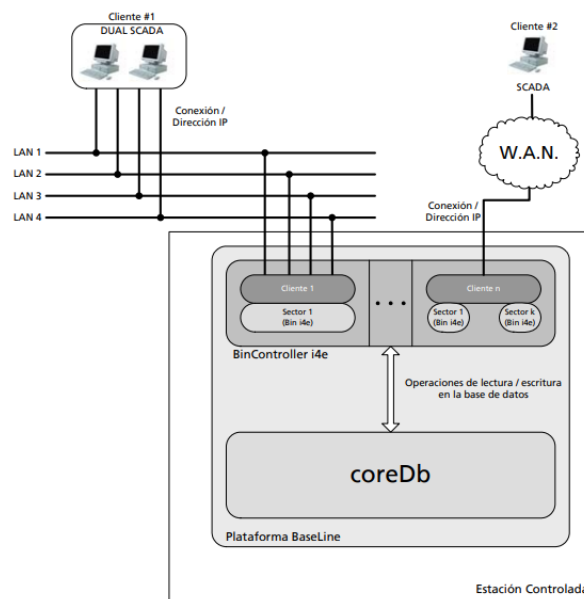 Cliente #1
DUAL SCADA
Cliente #2
SCADA
Conexión /
Dirección IP
W.A.N.
LAN 1
LAN 2
LAN 3
LAN 4
Conexión /
Dirección IP
Cliente 1
Sector 1
(Bin i4e)
• • •
Cliente n
Sector 1
(Bin i4e)
Sector k
(Bin i4e)
BinController i4e
Operaciones de lectura / escritura
en la base de datos
coreDb
Plataforma BaseLine
Estación Controlada